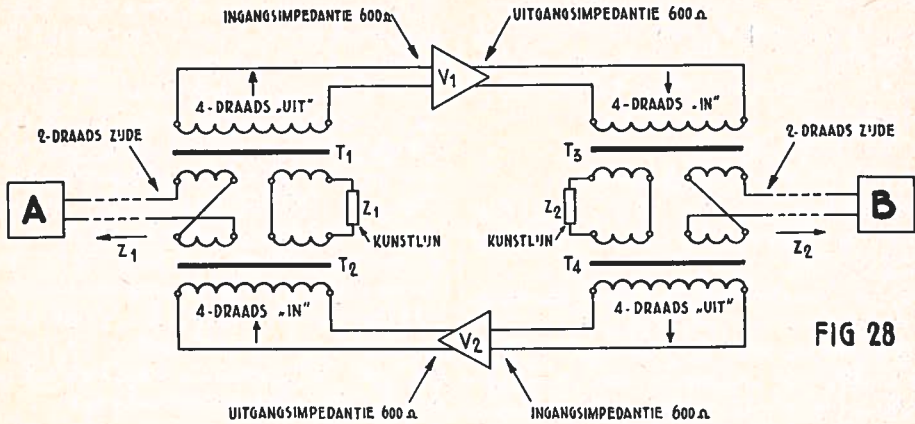 INGANGSIMPEDANTIE 600Ω
UITGANGSIMPEDANTIE 600Ω
V1
4-DRAADS „UIT"
4-DRAADS „IN"
2-DRAADS ZIJDE
2-DRAADS ZIJDE
T1
T3
A
Z1
Z2
B
Z1
KUNSTLIJN
KUNSTLIJN
Z2
T2
T4
4-DRAADS „IN"
4-DRAADS „UIT"
V2
FIG 28
UITGANGSIMPEDANTIE 600Ω
INGANGSIMPEDANTIE 600Ω